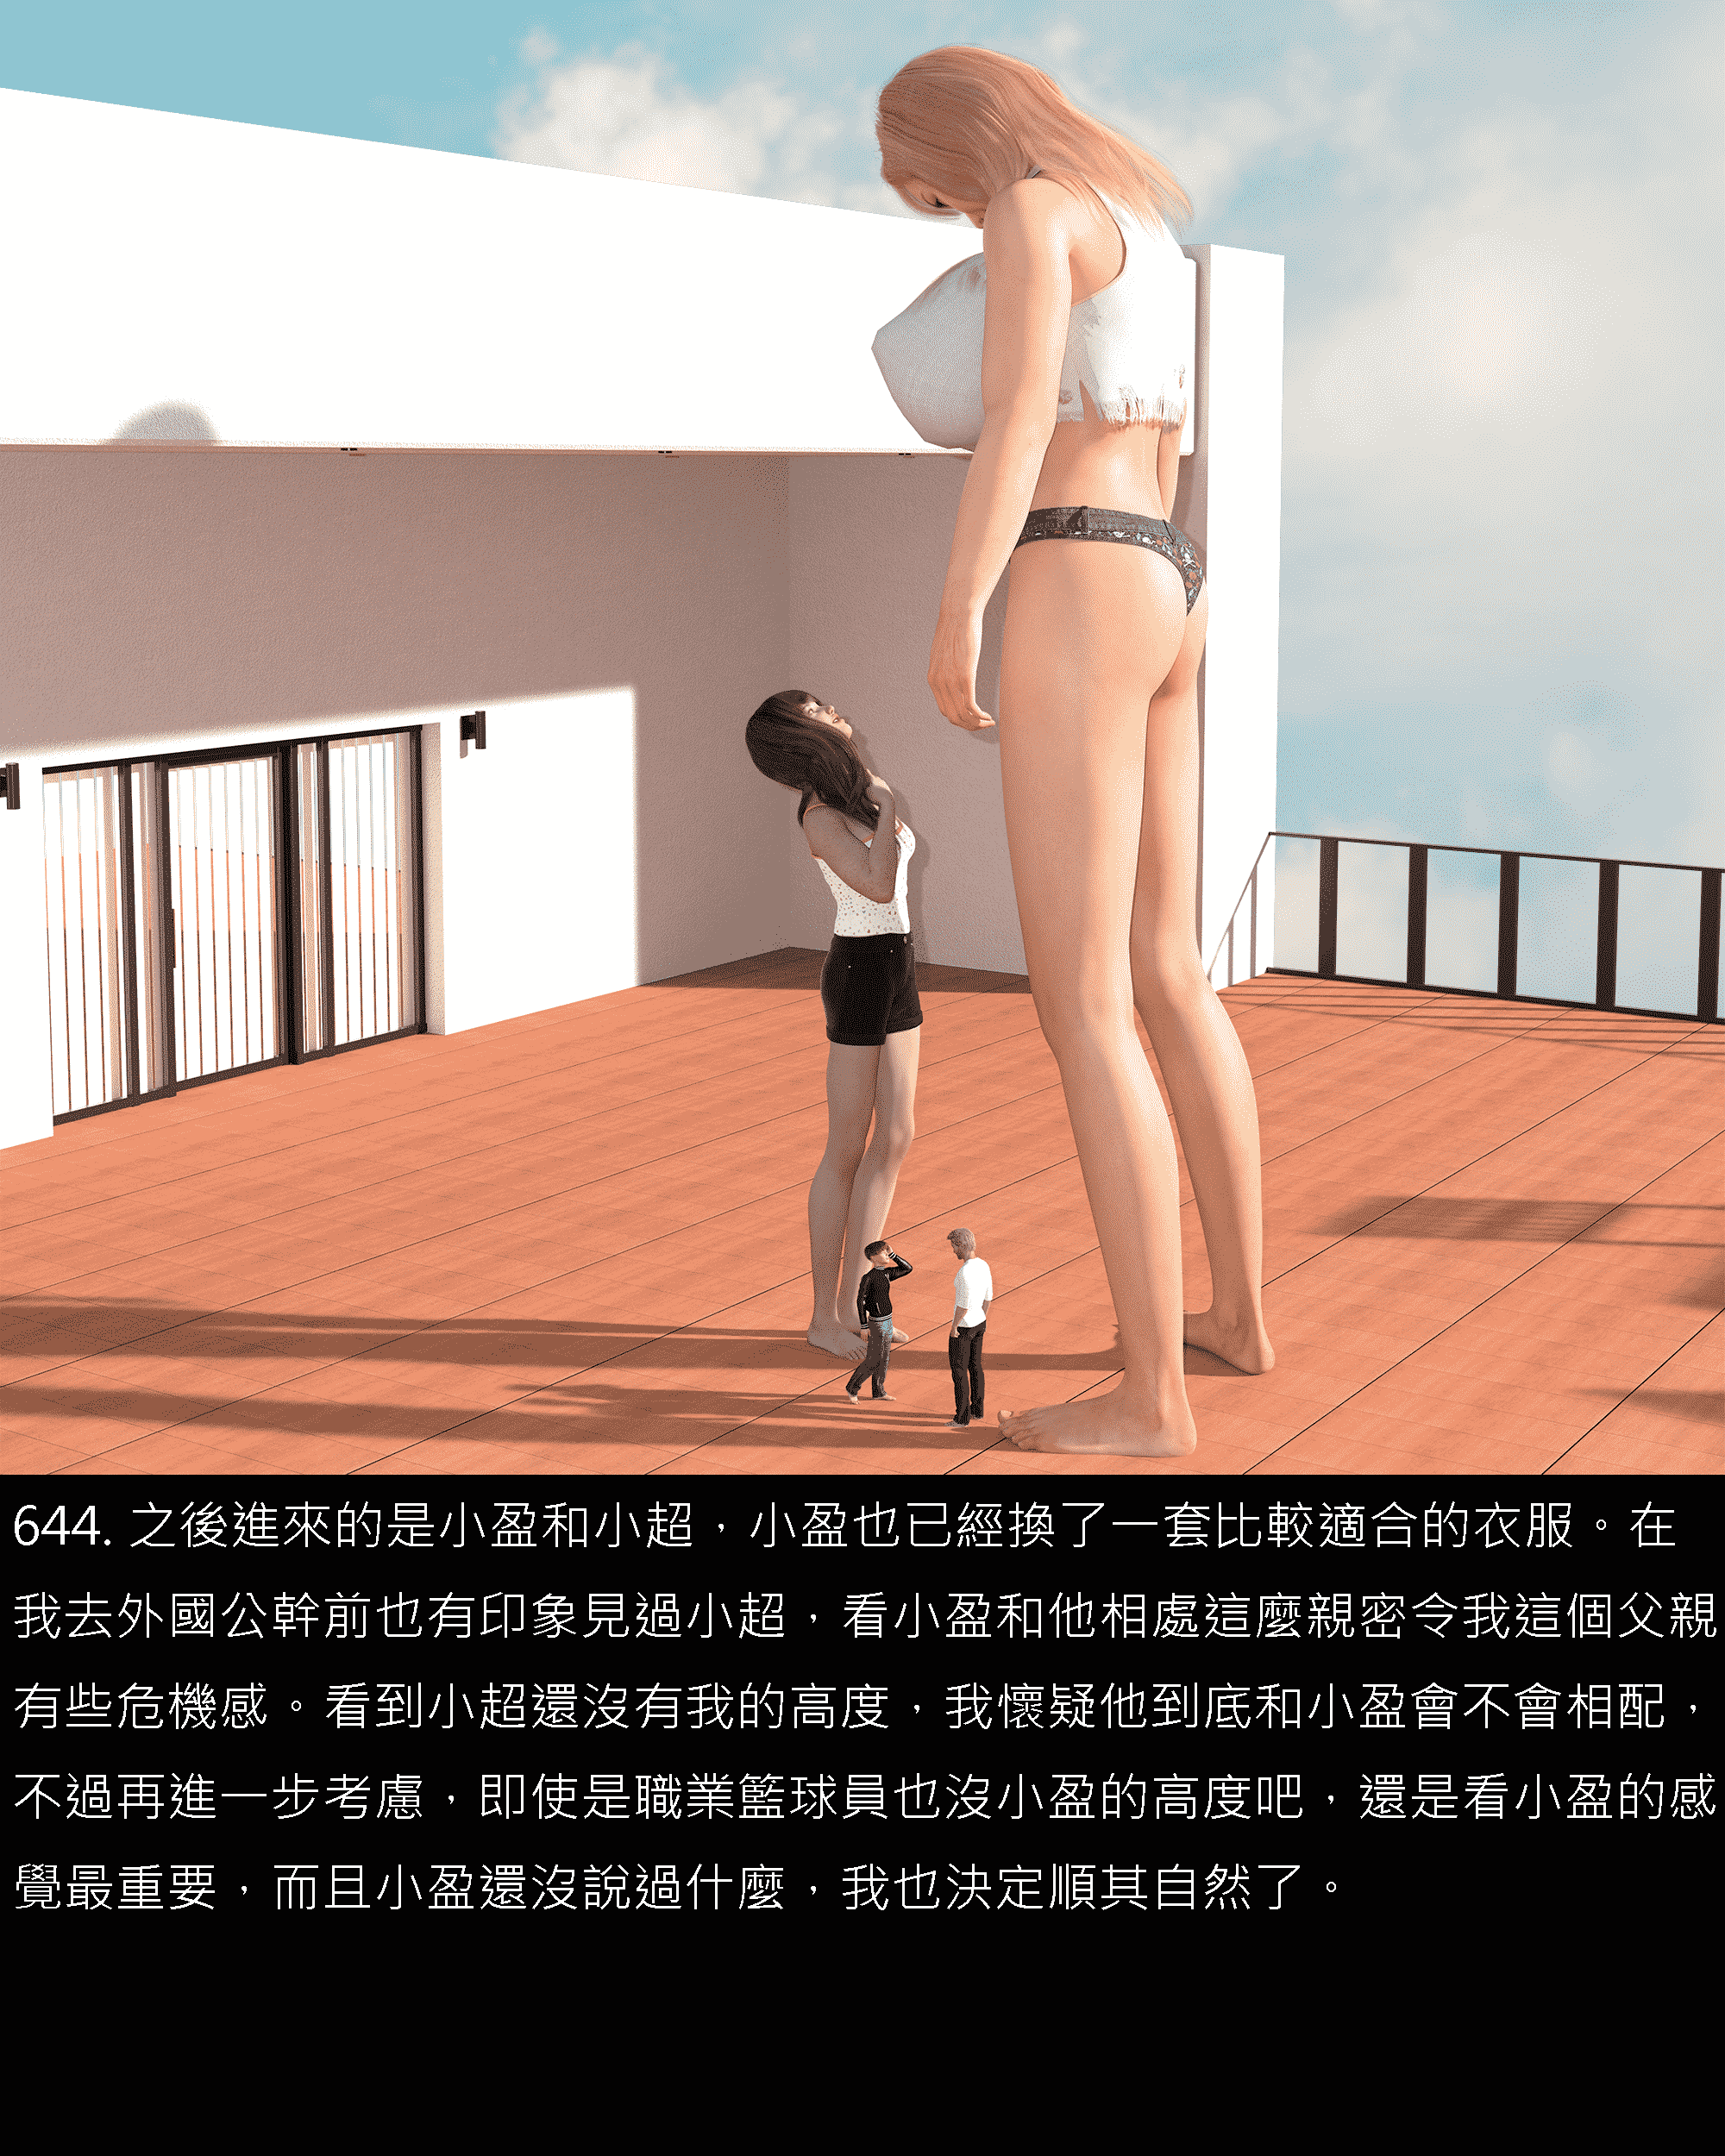 644. 之後進來的是小盈和小超，小盈也已經換了一套比較適合的衣服。在
我去外國公幹前也有印象見過小超，看小盈和他相處這麼親密令我這個父親
有些危機感。看到小超還沒有我的高度，我懷疑他到底和小盈會不會相配，
不過再進一步考慮，即使是職業籃球員也沒小盈的高度吧，還是看小盈的感
覺最重要，而且小盈還沒說過什麼，我也決定順其自然了。